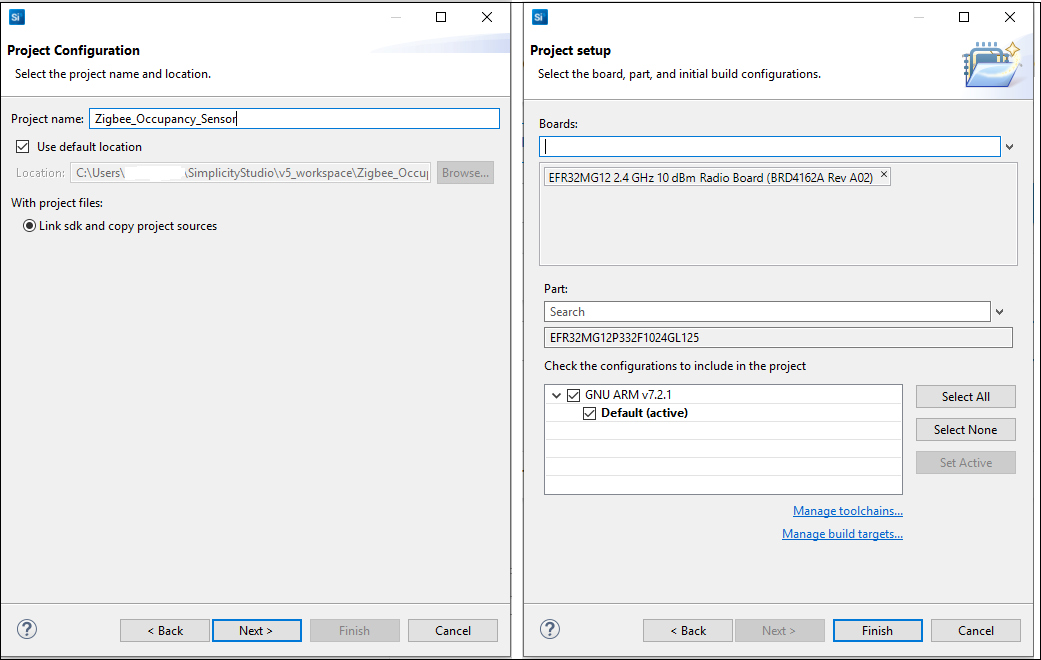 Si
Project Configuration
Select the project name and location.
Project name: Zigbee_Occupancy_Sensor
Use default location
Location: C:\Users\ \SimplicityStudio\v5_workspace\Zigbee_Occup Browse...
With project files:
Link sdk and copy project sources
? < Back Next > Finish Cancel
Si
Project setup
Select the board, part, and initial build configurations.
Boards:
EFR32MG12 2.4 GHz 10 dBm Radio Board (BRD4162A Rev A02) ×
Part:
Search
EFR32MG12P332F1024GL125
Check the configurations to include in the project
GNU ARM v7.2.1 Select All
Default (active)
Select None
Set Active
Manage toolchains...
Manage build targets...
? < Back Next > Finish Cancel